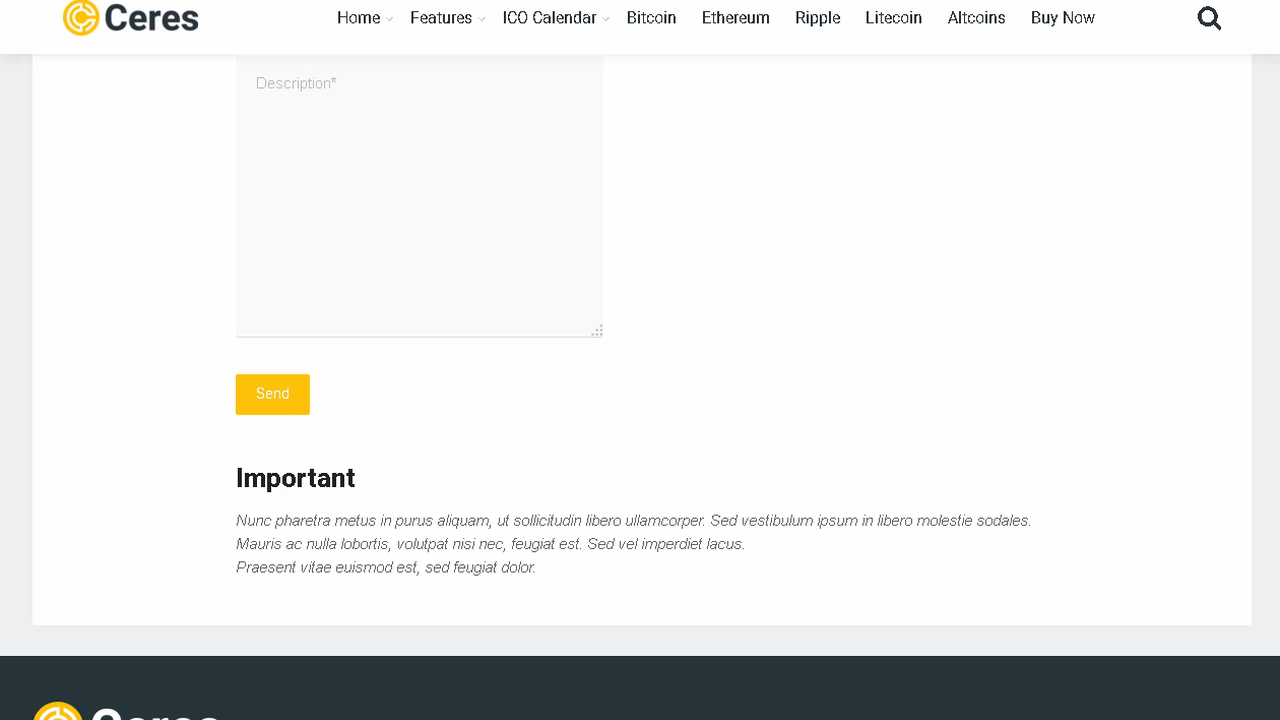 Ceres
Home Features ICO Calendar Bitcoin Ethereum Ripple Litecoin Altcoins Buy Now
Description*
Send
Important
Nunc pharetra metus in purus aliquam, ut sollicitudin libero ullamcorper. Sed vestibulum ipsum in libero molestie sodales.
Mauris ac nulla lobortis, volutpat nisi nec, feugiat est. Sed vel imperdiet lacus.
Praesent vitae euismod est, sed feugiat dolor.
Ceres